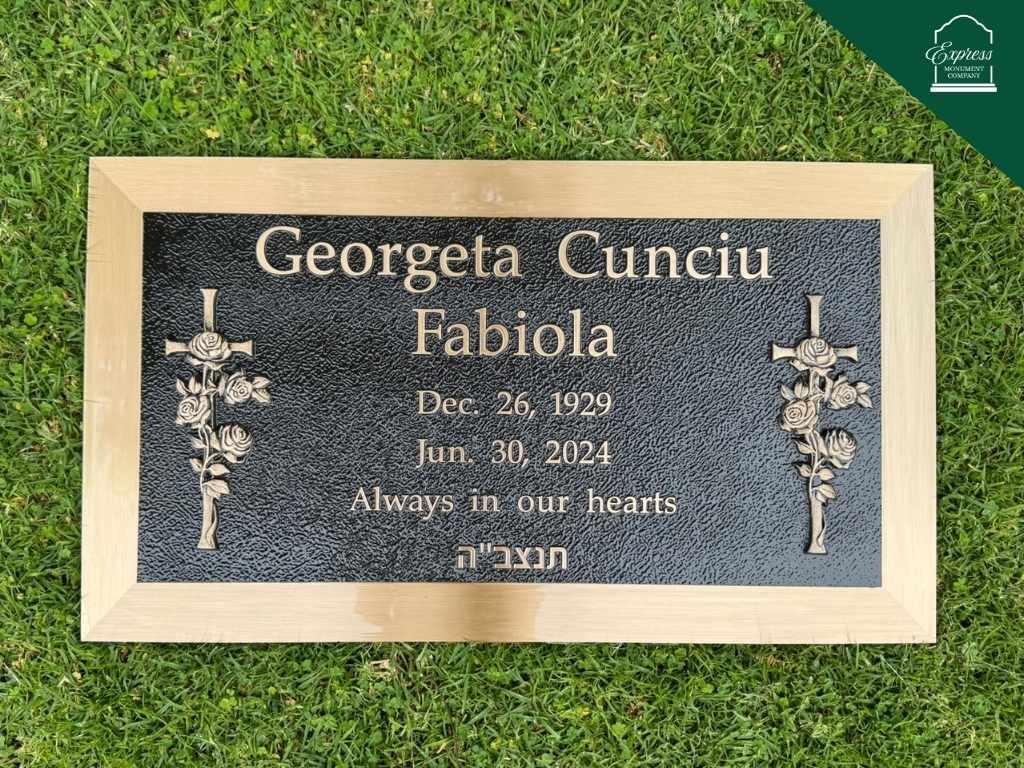 Express
MONUMENT
COMPANY
Georgeta Cunciu
Fabiola
Dec. 26, 1929
Jun. 30, 2024
Always in our hearts
תנצב"ה